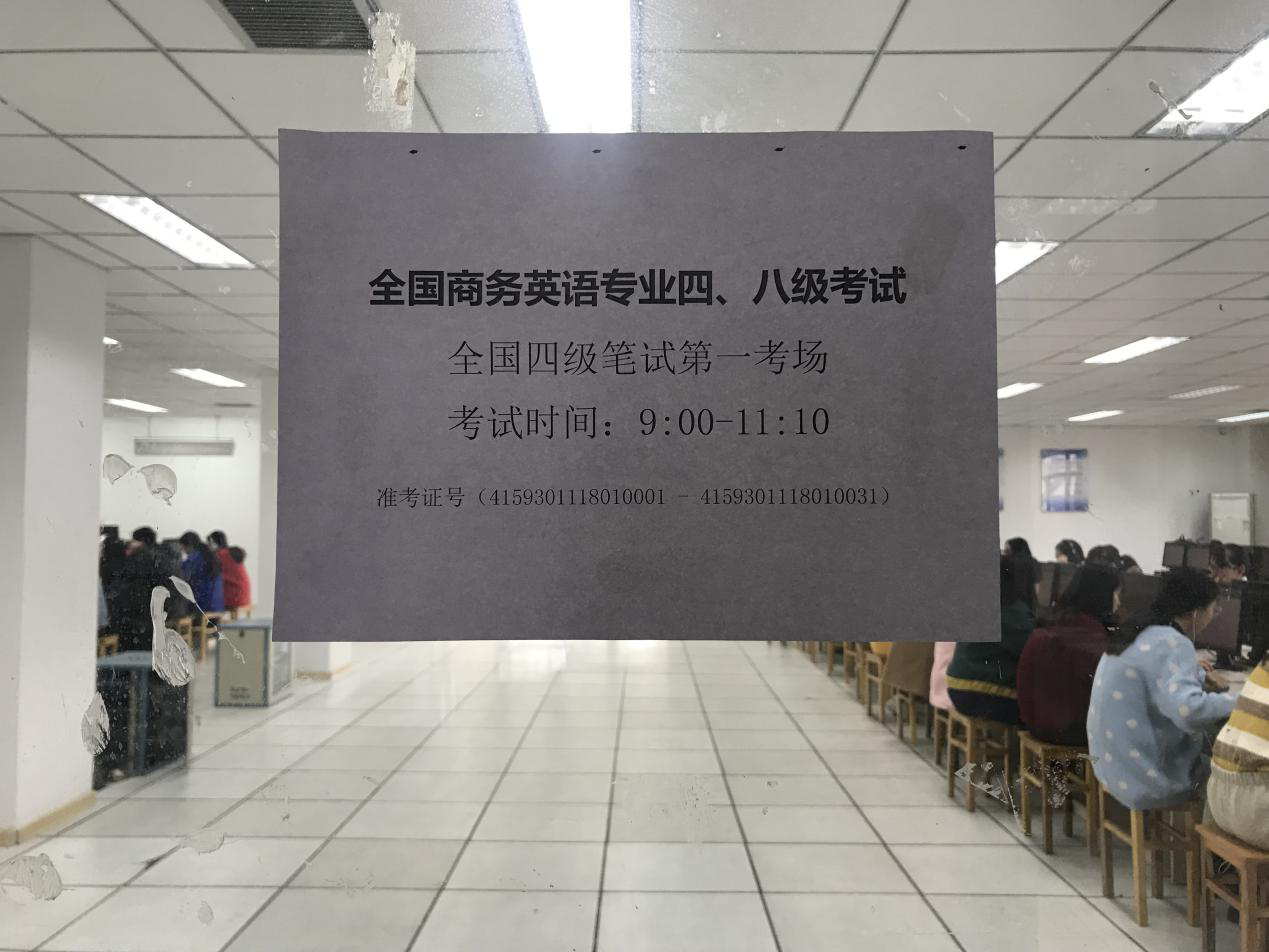 全国商务英语专业四、八级考试
全国四级笔试第一考场
考试时间：9:00-11:10
准考证号（4159301118010001 - 4159301118010031）